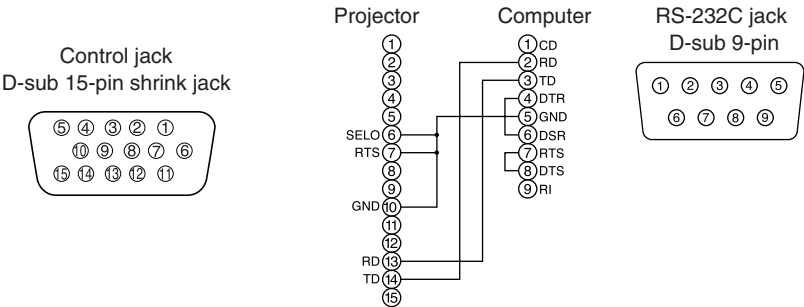 Control jack
D-sub 15-pin shrink jack
5 4 3 2 1
10 9 8 7 6
15 14 13 12 11
Projector
1
2
3
4
5
SELO 6
RTS 7
8
9
GND 10
11
12
RD 13
TD 14
15
Computer
1 CD
2 RD
3 TD
4 DTR
5 GND
6 DSR
7 RTS
8 DTS
9 RI
RS-232C jack
D-sub 9-pin
1 2 3 4 5
6 7 8 9